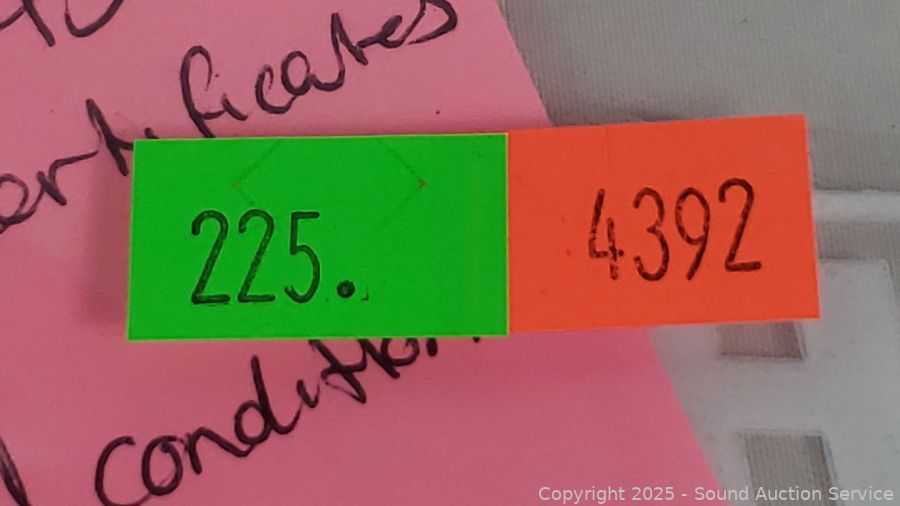 ertificates
225. 4392
condition
Copyright 2025 - Sound Auction Service